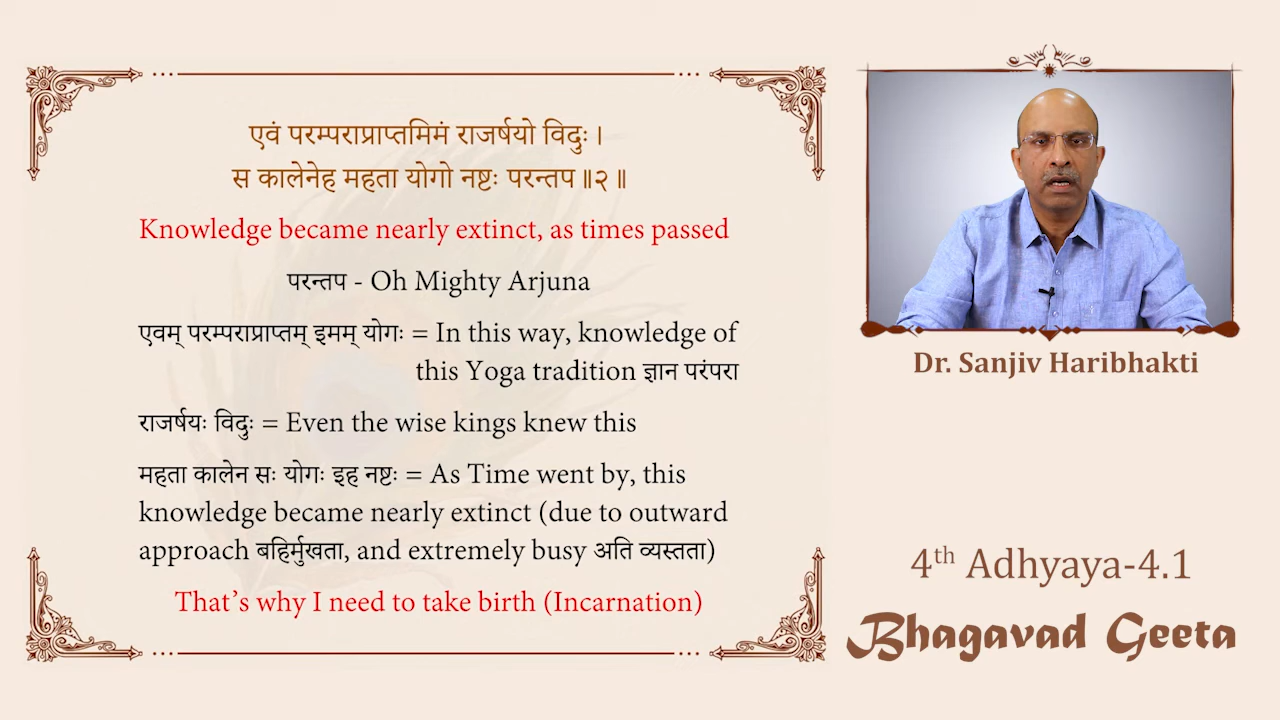 एवं परम्पराप्राप्तमिमं राजर्षयो विदुः ।
स कालेनेह महता योगो नष्टः परन्तप ॥२॥
Knowledge became nearly extinct, as times passed
परन्तप - Oh Mighty Arjuna
एवम् परम्पराप्राप्तम् इमम् योगः = In this way, knowledge of
this Yoga tradition ज्ञान परंपरा
राजर्षयः विदुः = Even the wise kings knew this
महता कालेन सः योगः इह नष्टः = As Time went by, this
knowledge became nearly extinct (due to outward
approach बहिर्मुखता, and extremely busy अति व्यस्तता)
That's why I need to take birth (Incarnation)
Dr. Sanjiv Haribhakti
4th Adhyaya-4.1
Bhagavad Geeta